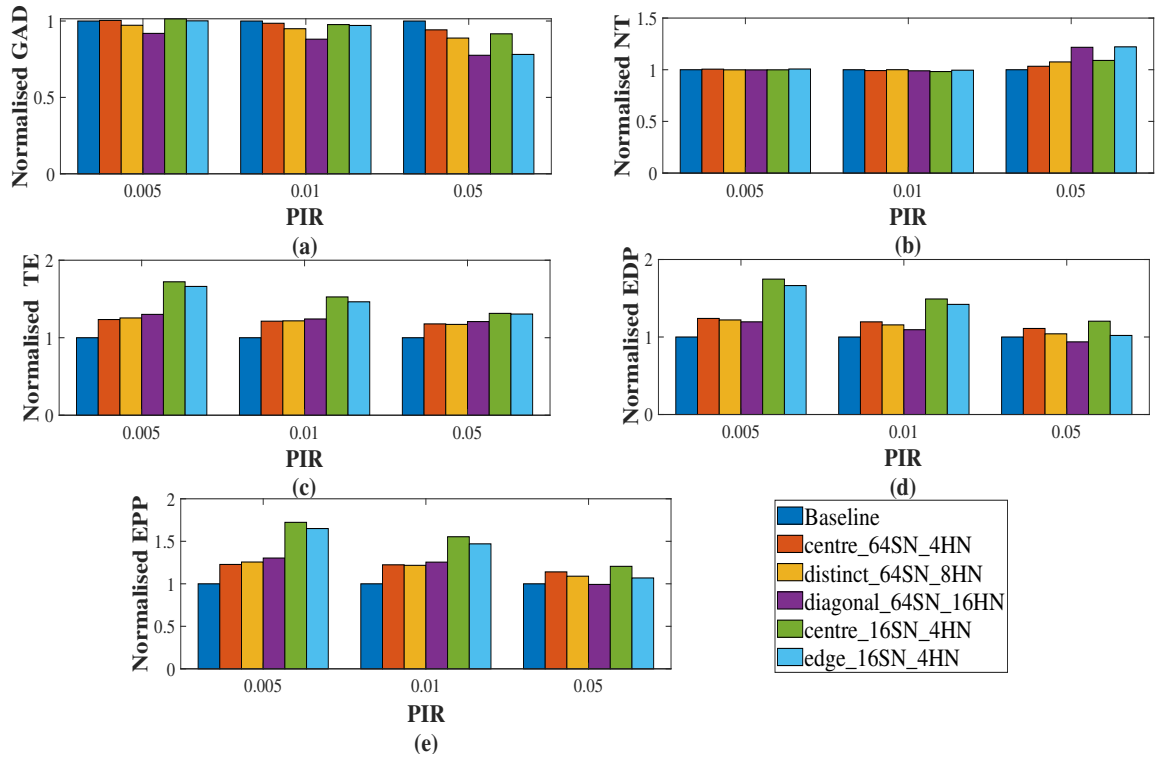 Normalised GAD
1
0.5
0
0.005
0.01
0.05
PIR
(a)
Normalised NT
1.5
1
0.5
0
0.005
0.01
0.05
PIR
(b)
Normalised TE
2
1
0
0.005
0.01
0.05
PIR
(c)
Normalised EDP
2
1
0
0.005
0.01
0.05
PIR
(d)
Normalised EPP
2
1.5
1
0.5
0
0.005
0.01
0.05
PIR
(e)
Baseline
centre_64SN_4HN
distinct_64SN_8HN
diagonal_64SN_16HN
centre_16SN_4HN
edge_16SN_4HN